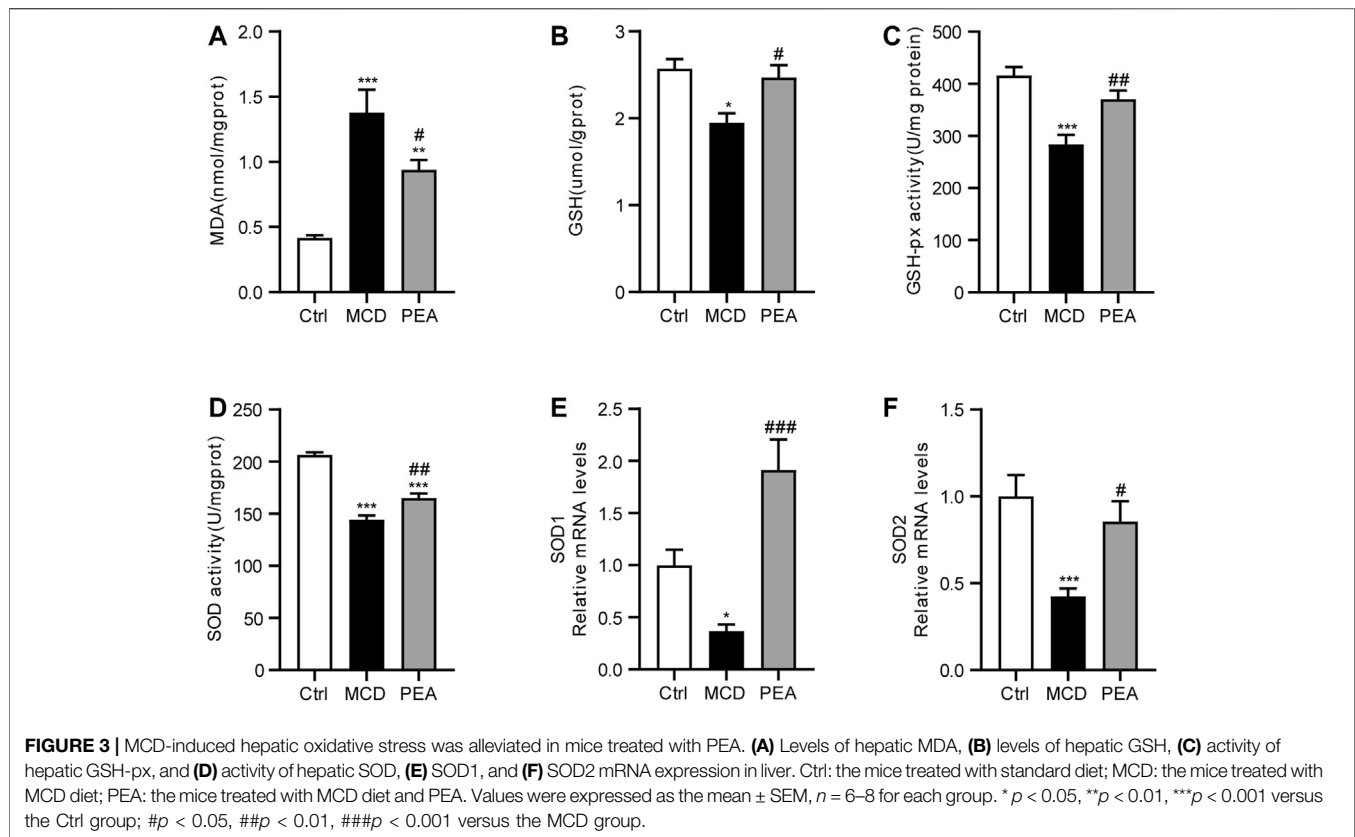 A
MDA(nmol/mgprot)
2.0
1.5
1.0
0.5
0.0
***
#
**
Ctrl MCD PEA
B
GSH(umol/gprot)
3
2
1
0
*
#
Ctrl MCD PEA
C
GSH-px activity(U/mg protein)
500
400
300
200
100
0
***
##
Ctrl MCD PEA
D
SOD activity(U/mgprot)
250
200
150
100
50
0
***
##
***
Ctrl MCD PEA
E
SOD1
Relative mRNA levels
2.5
2.0
1.5
1.0
0.5
0.0
*
###
Ctrl MCD PEA
F
SOD2
Relative mRNA levels
1.5
1.0
0.5
0.0
***
#
Ctrl MCD PEA
FIGURE 3 | MCD-induced hepatic oxidative stress was alleviated in mice treated with PEA. (A) Levels of hepatic MDA, (B) levels of hepatic GSH, (C) activity of
hepatic GSH-px, and (D) activity of hepatic SOD, (E) SOD1, and (F) SOD2 mRNA expression in liver. Ctrl: the mice treated with standard diet; MCD: the mice treated with
MCD diet; PEA: the mice treated with MCD diet and PEA. Values were expressed as the mean ± SEM, n = 6–8 for each group. * p < 0.05, **p < 0.01, ***p < 0.001 versus
the Ctrl group; #p < 0.05, ##p < 0.01, ###p < 0.001 versus the MCD group.